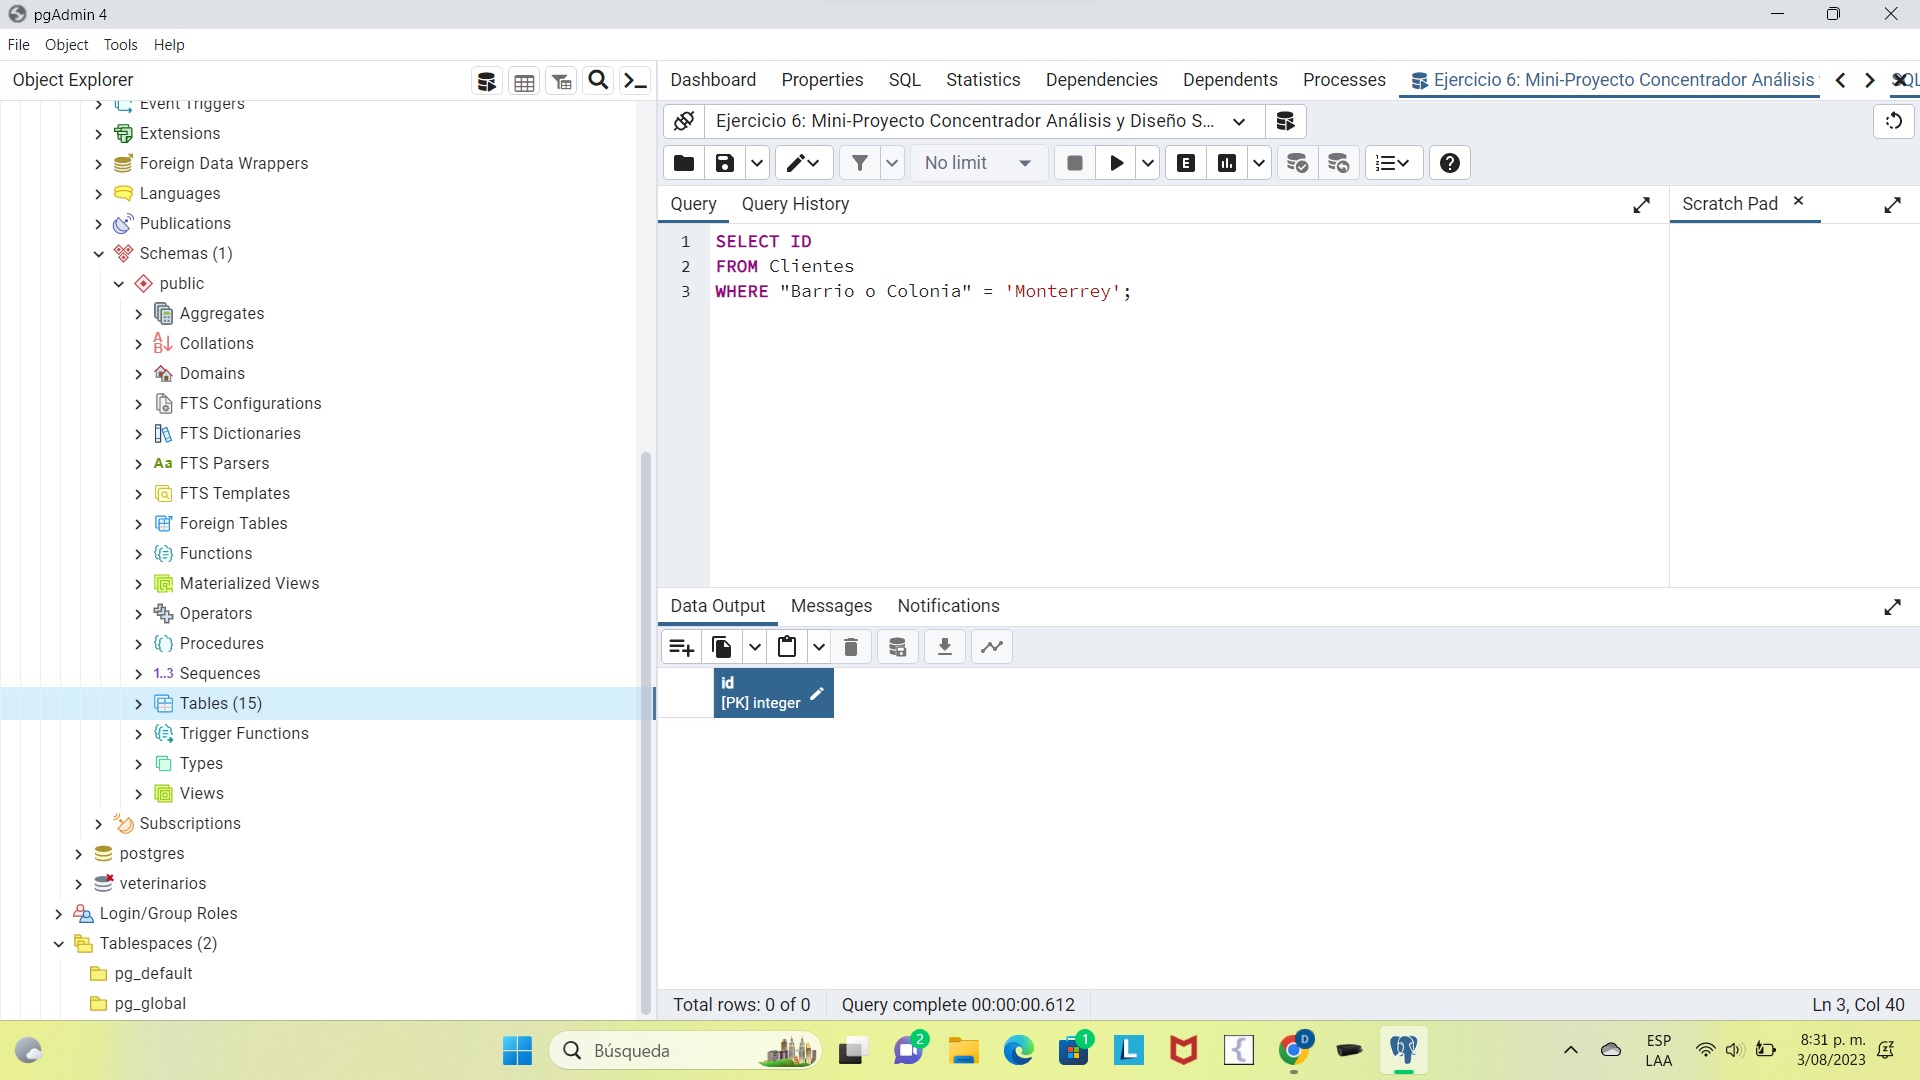 pgAdmin 4
File Object Tools Help
Object Explorer
Event Triggers
Extensions
Foreign Data Wrappers
Languages
Publications
Schemas (1)
public
Aggregates
Collations
Domains
FTS Configurations
FTS Dictionaries
Aa FTS Parsers
FTS Templates
Foreign Tables
Functions
Materialized Views
Operators
Procedures
1..3 Sequences
Tables (15)
Trigger Functions
Types
Views
Subscriptions
postgres
veterinarios
Login/Group Roles
Tablespaces (2)
pg_default
pg_global
Dashboard Properties SQL Statistics Dependencies Dependents Processes Ejercicio 6: Mini-Proyecto Concentrador Análisis
Ejercicio 6: Mini-Proyecto Concentrador Análisis y Diseño S...
No limit
E
Query Query History
Scratch Pad
1 SELECT ID
2 FROM Clientes
3 WHERE "Barrio o Colonia" = 'Monterrey';
Data Output Messages Notifications
id
[PK] integer
Total rows: 0 of 0 Query complete 00:00:00.612 Ln 3, Col 40
Búsqueda
2
1
L
D
ESP
LAA
8:31 p. m.
3/08/2023